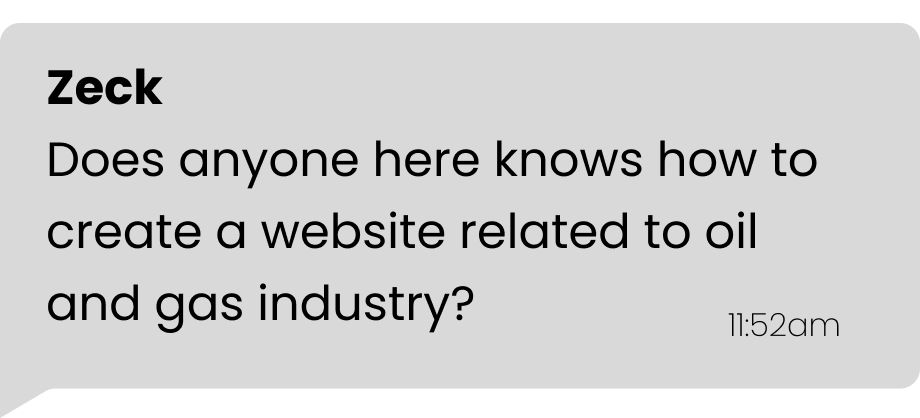 Zeck
Does anyone here knows how to
create a website related to oil
and gas industry?
11:52am